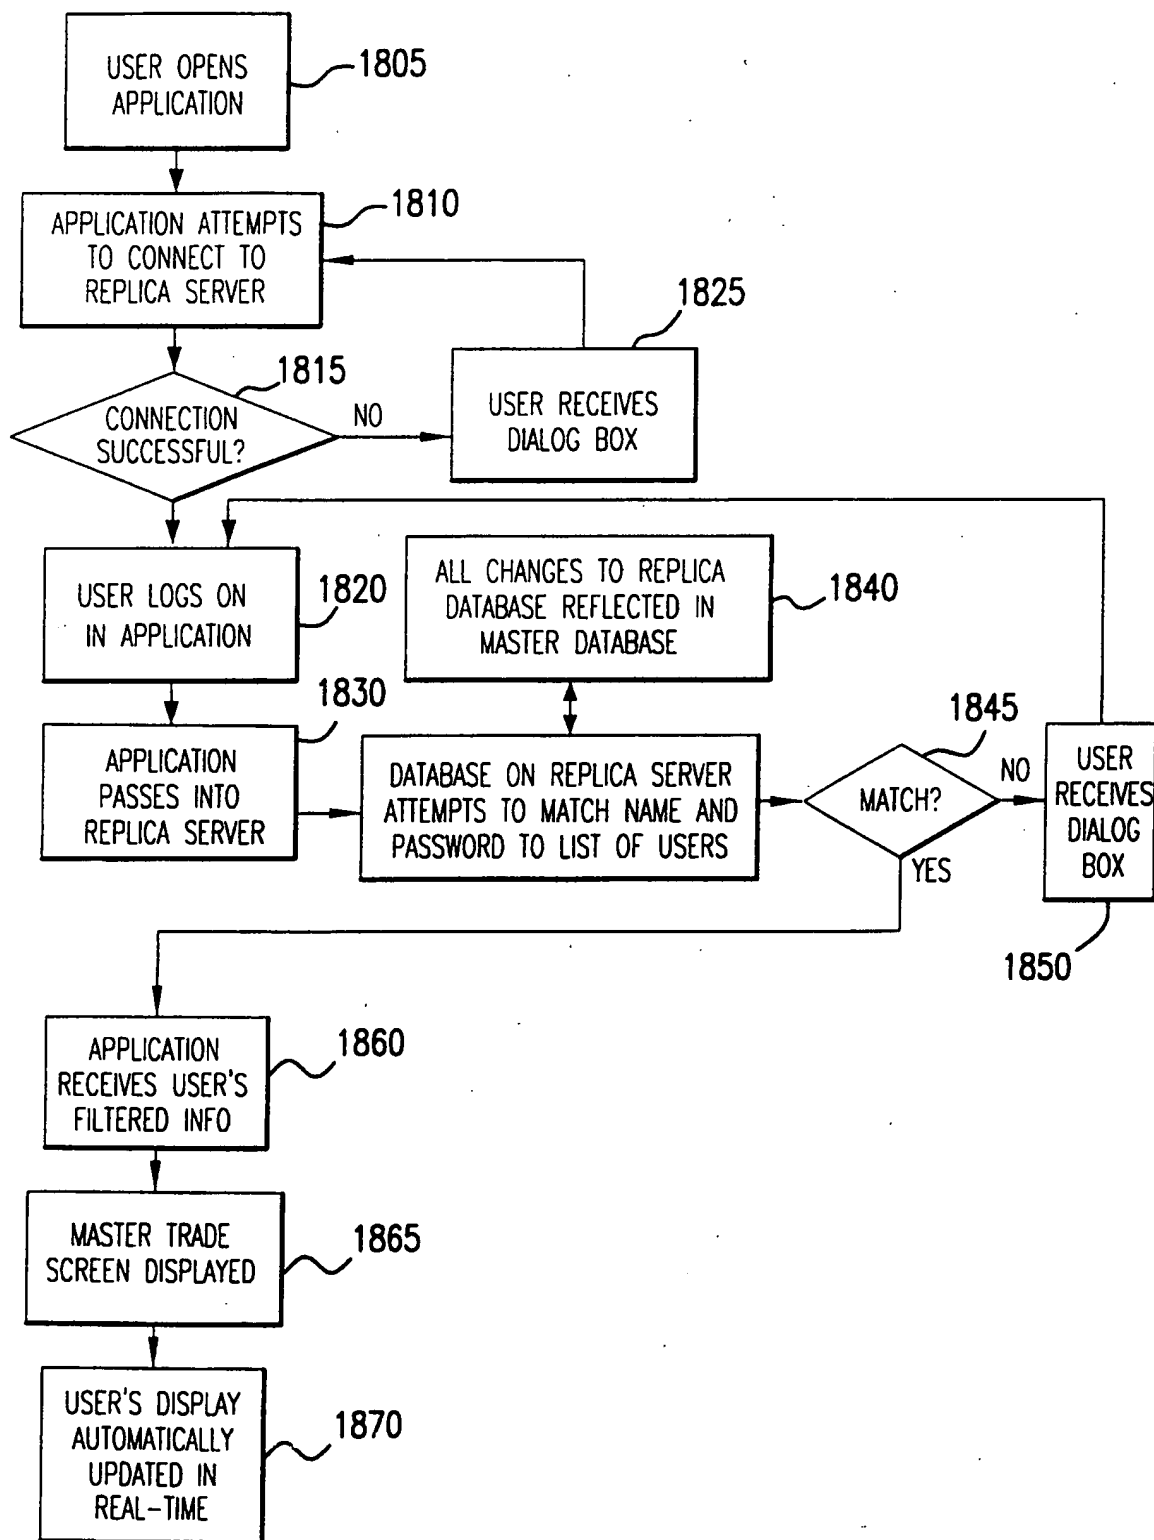 USER OPENS
APPLICATION
1805
APPLICATION ATTEMPTS
TO CONNECT TO
REPLICA SERVER
1810
CONNECTION
SUCCESSFUL?
1815
NO
USER RECEIVES
DIALOG BOX
1825
USER LOGS ON
IN APPLICATION
1820
ALL CHANGES TO REPLICA
DATABASE REFLECTED IN
MASTER DATABASE
1840
APPLICATION
PASSES INTO
REPLICA SERVER
1830
DATABASE ON REPLICA SERVER
ATTEMPTS TO MATCH NAME AND
PASSWORD TO LIST OF USERS
MATCH?
1845
NO
YES
USER
RECEIVES
DIALOG
BOX
1850
APPLICATION
RECEIVES USER'S
FILTERED INFO
1860
MASTER TRADE
SCREEN DISPLAYED
1865
USER'S DISPLAY
AUTOMATICALLY
UPDATED IN
REAL-TIME
1870